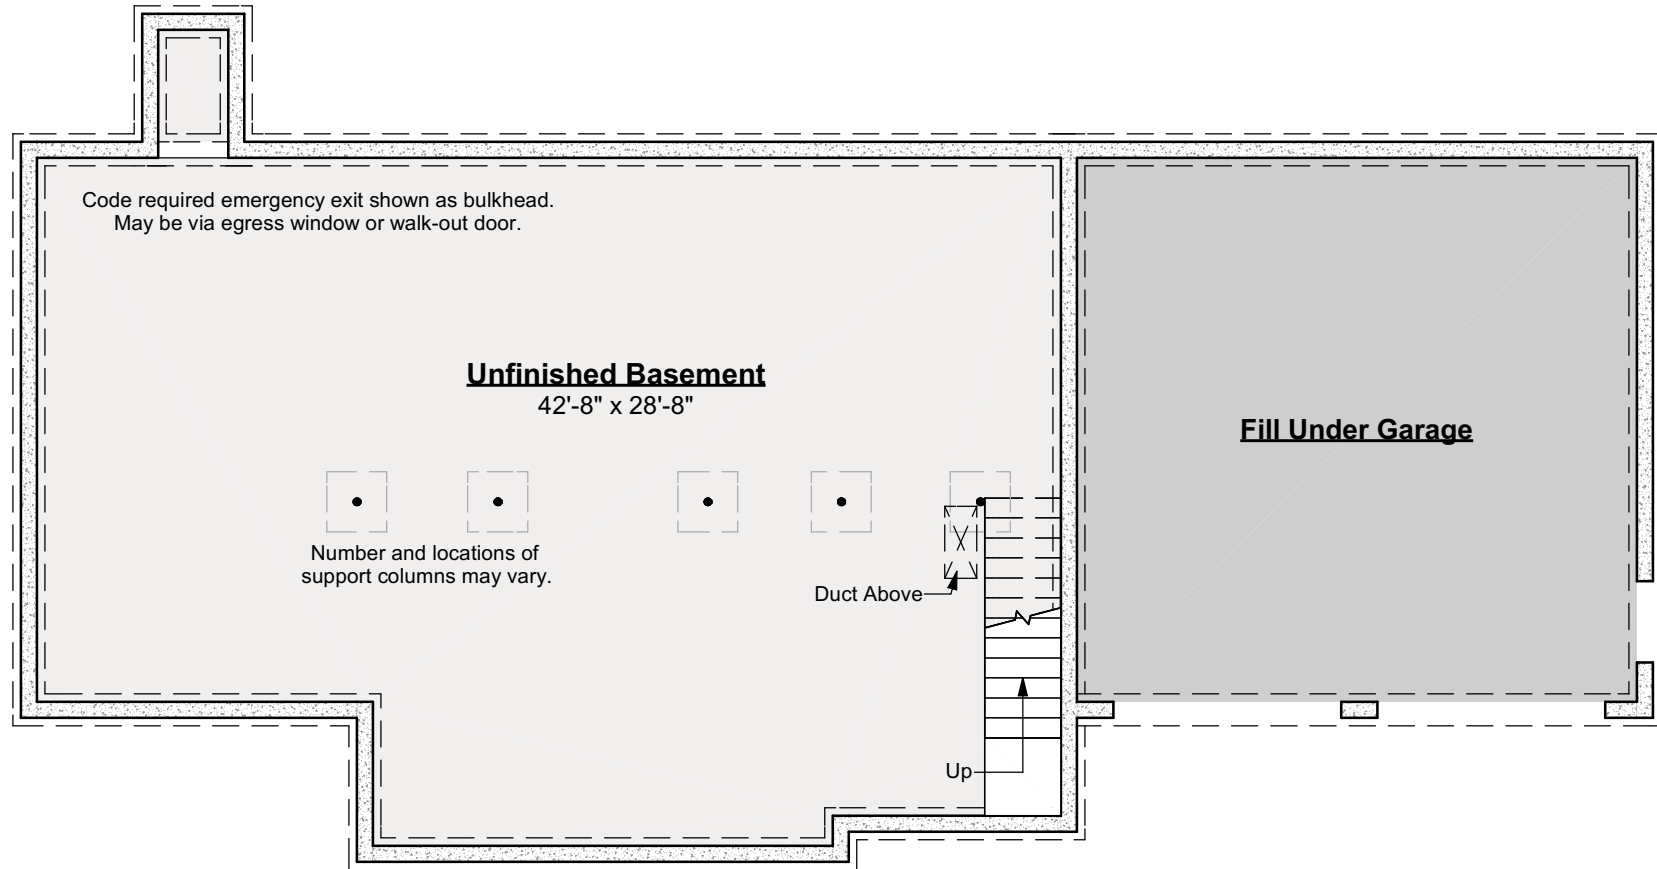 Code required emergency exit shown as bulkhead.
May be via egress window or walk-out door.
Unfinished Basement
42'-8" x 28'-8"
Fill Under Garage
Number and locations of
support columns may vary.
Duct Above
Up